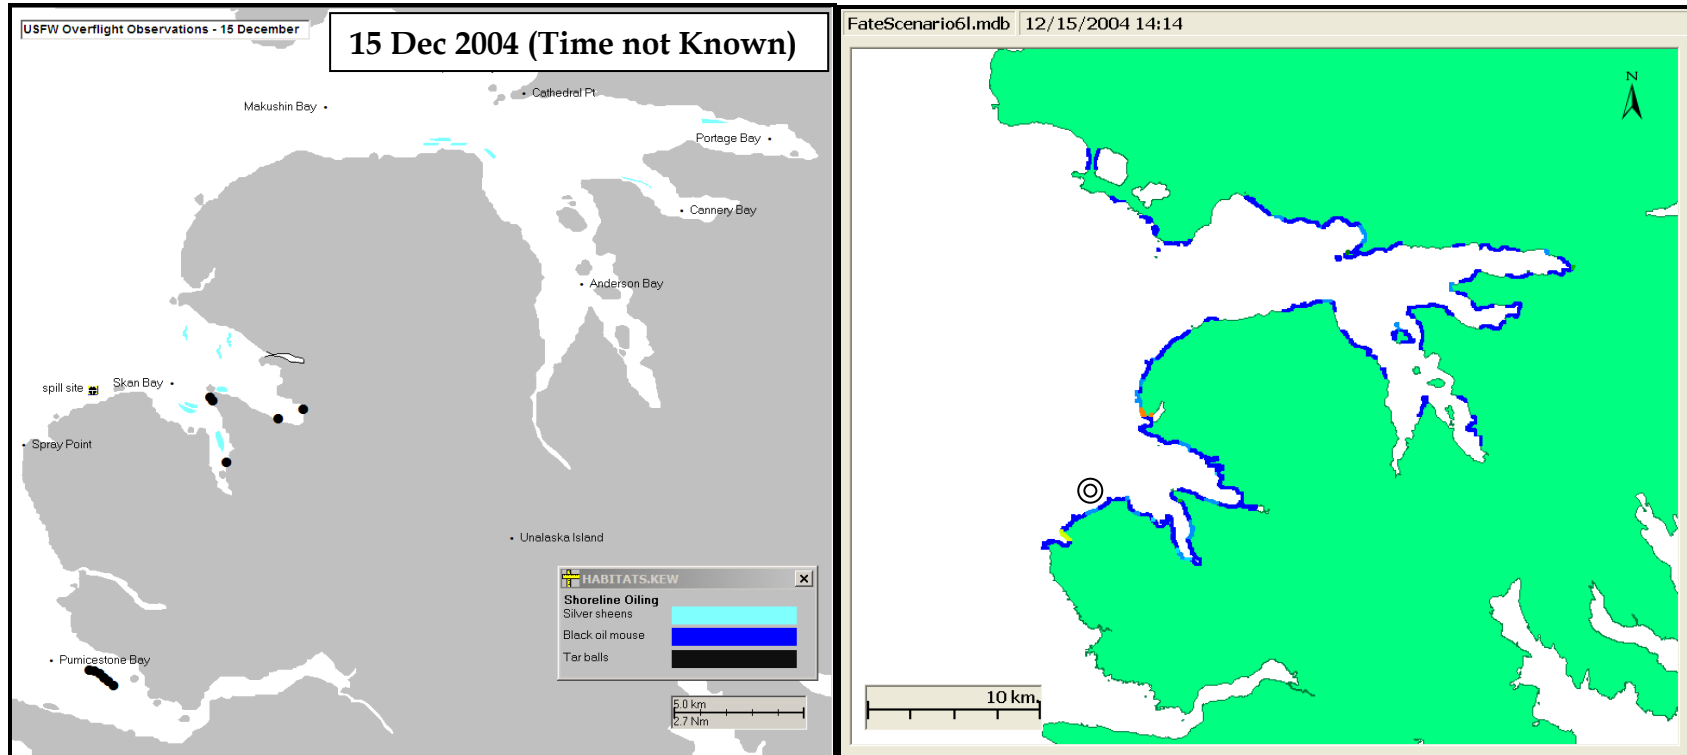 USFW Overflight Observations - 15 December
15 Dec 2004 (Time not Known)
Cathedral Pt
Makushin Bay
Portage Bay
Cannery Bay
Anderson Bay
spill site
Skan Bay
Spray Point
Unalaska Island
HABITATS.KEW
Shoreline Oiling
Silver sheens
Black oil mouse
Tar balls
Pumicestone Bay
5.0 km
2.7 Nm
FateScenario6l.mdb 12/15/2004 14:14
N
10 km